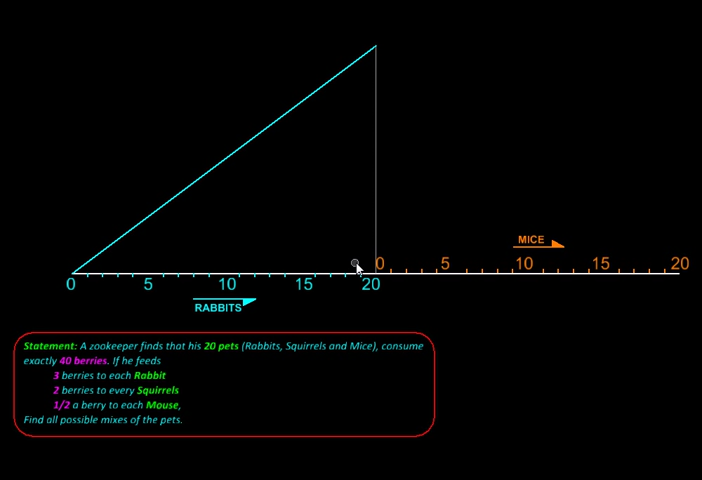 MICE
0 5 10 15 20
0 5 10 15 20
RABBITS
Statement: A zookeeper finds that his 20 pets (Rabbits, Squirrels and Mice), consume
exactly 40 berries. If he feeds
3 berries to each Rabbit
2 berries to every Squirrels
1/2 a berry to each Mouse,
Find all possible mixes of the pets.